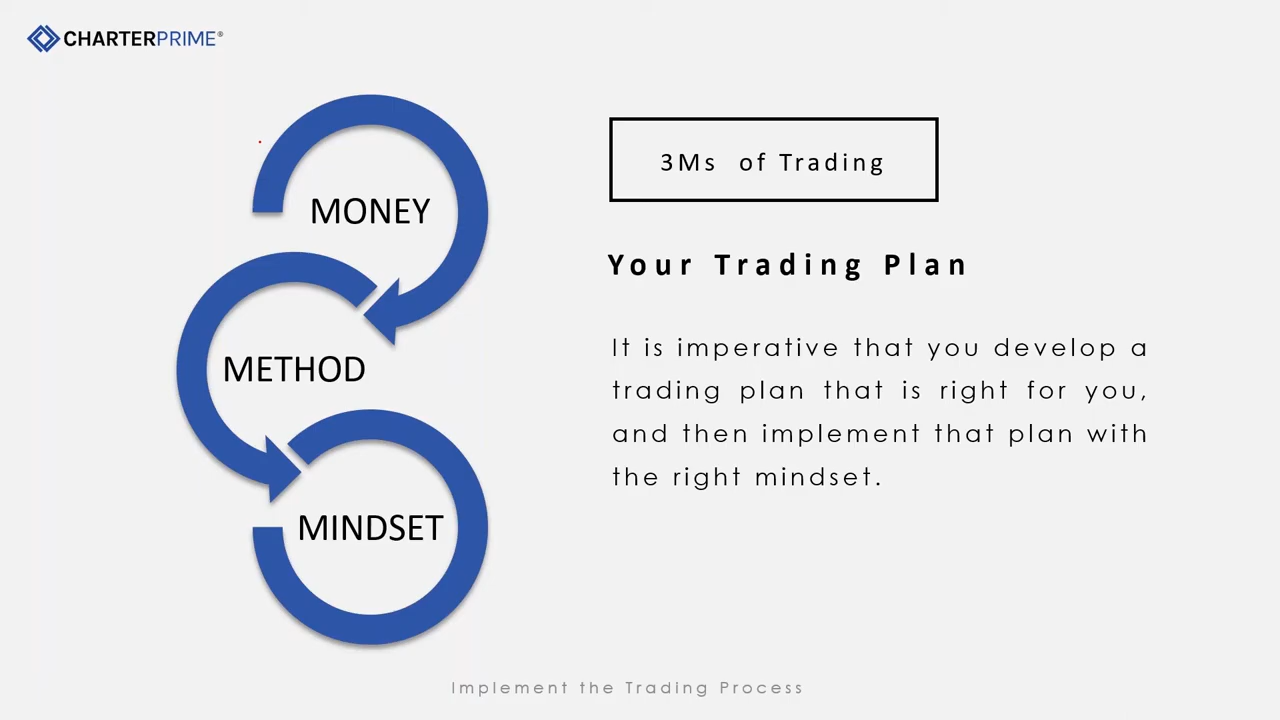 CHARTERPRIME®
MONEY
METHOD
MINDSET
3Ms of Trading
Your Trading Plan
It is imperative that you develop a
trading plan that is right for you,
and then implement that plan with
the right mindset.
Implement the Trading Process